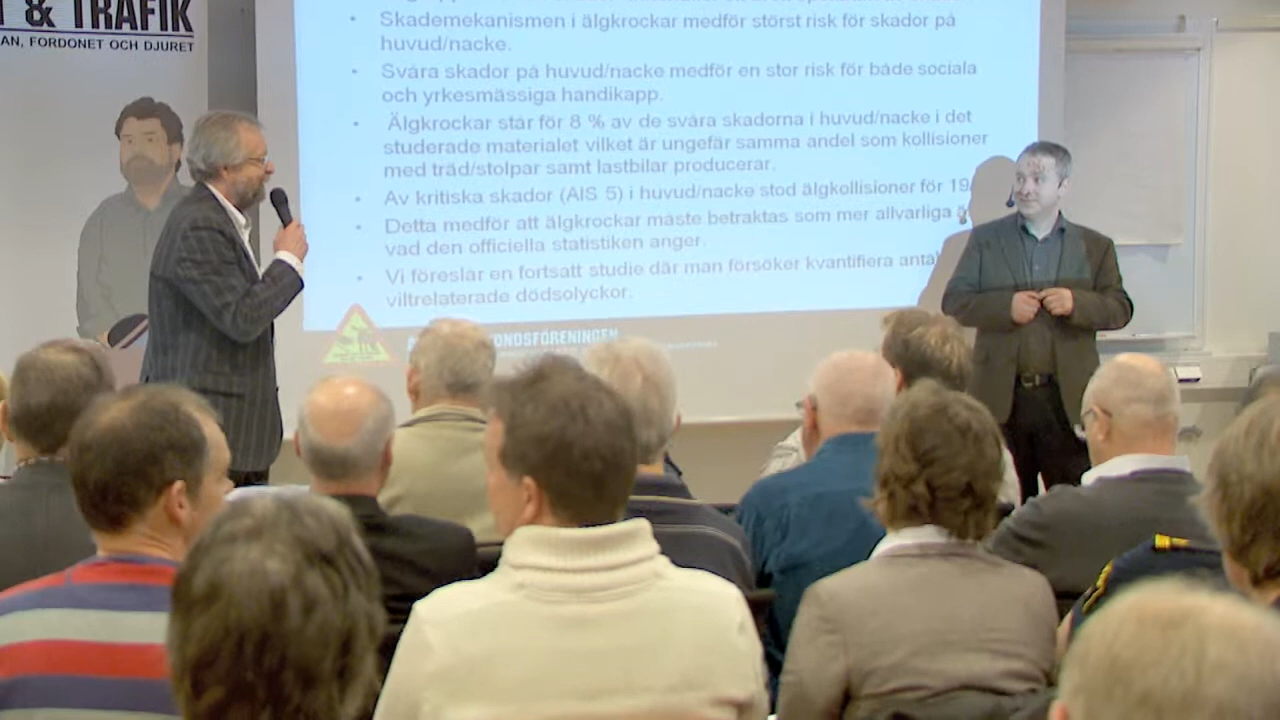 & TRAFIK
AN, FORDONET OCH DJURET
Skademekanismen i älgkrockar medför störst risk för skador på
huvud/nacke.
Svåra skador på huvud/nacke medför en stor risk för både sociala
och yrkesmässiga handikapp.
Älgkrockar står för 8 % av de svåra skadorna i huvud/nacke i det
studerade materialet vilket är ungefär samma andel som kollisioner
med träd/stolpar samt lastbilar producerar.
Av kritiska skador (AIS 5) i huvud/nacke stod älgkollisioner för 19
Detta medför att älgkrockar måste betraktas som mer allvarliga
vad den officiella statistiken anger.
Vi föreslår en fortsatt studie där man försöker kvantifiera antal
viltrelaterade dödsolyckor.